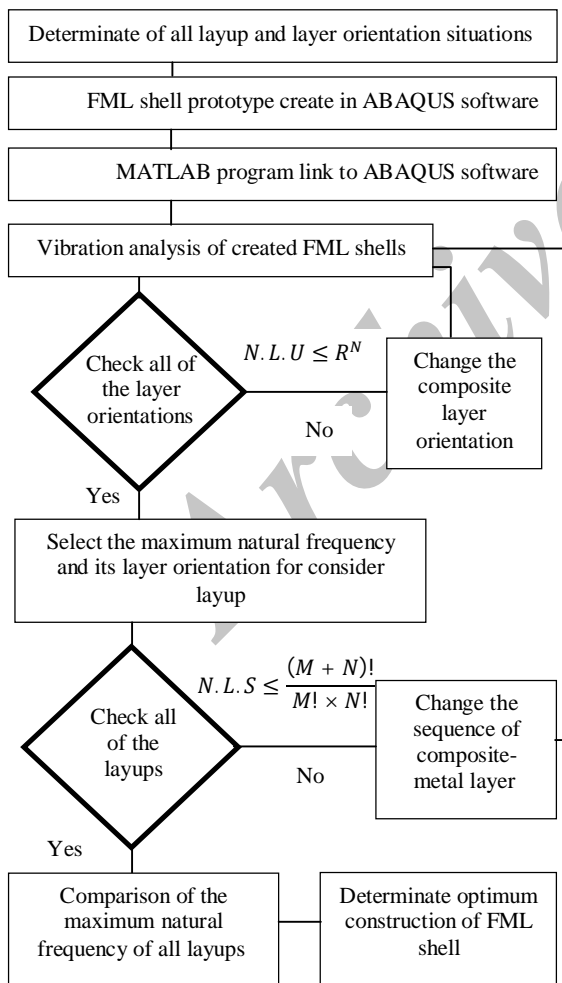 Determinate of all layup and layer orientation situations
FML shell prototype create in ABAQUS software
MATLAB program link to ABAQUS software
Vibration analysis of created FML shells
Check all of
the layer
orientations
N.L.U ≤ R^N
No
Change the
composite
layer
orientation
Yes
Select the maximum natural frequency
and its layer orientation for consider
layup
Check all
of the
layups
N.L.S ≤ (M + N)! / M! × N!
No
Change the
sequence of
composite-
metal layer
Yes
Comparison of the
maximum natural
frequency of all layups
Determinate optimum
construction of FML
shell
Archive